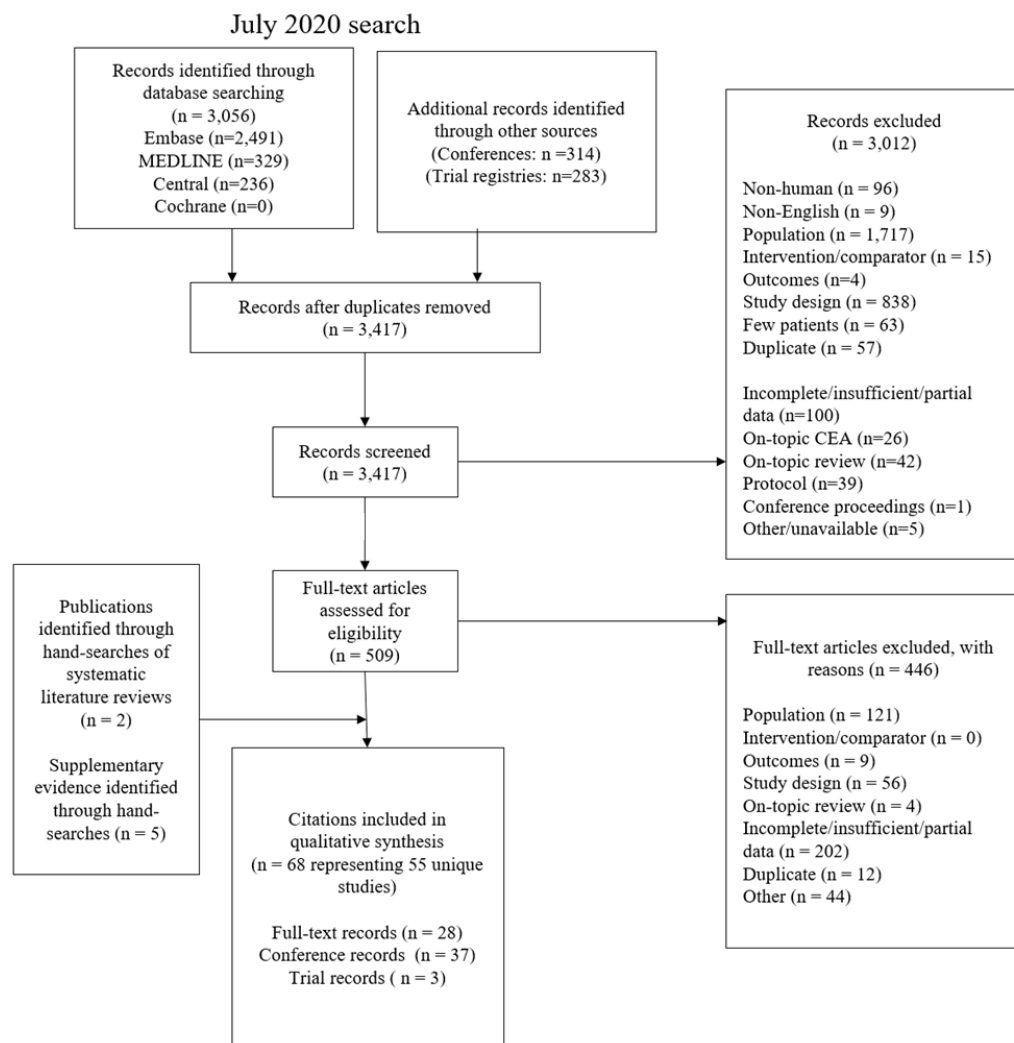 July 2020 search
Records identified through
database searching
(n = 3,056)
Embase (n=2,491)
MEDLINE (n=329)
Central (n=236)
Cochrane (n=0)
Additional records identified
through other sources
(Conferences: n =314)
(Trial registries: n=283)
Records after duplicates removed
(n = 3,417)
Records screened
(n = 3,417)
Records excluded
(n = 3,012)
Non-human (n = 96)
Non-English (n = 9)
Population (n = 1,717)
Intervention/comparator (n = 15)
Outcomes (n=4)
Study design (n = 838)
Few patients (n = 63)
Duplicate (n = 57)
Incomplete/insufficient/partial
data (n=100)
On-topic CEA (n=26)
On-topic review (n=42)
Protocol (n=39)
Conference proceedings (n=1)
Other/unavailable (n=5)
Full-text articles
assessed for
eligibility
(n = 509)
Publications
identified through
hand-searches of
systematic
literature reviews
(n = 2)
Supplementary
evidence identified
through hand-
searches (n = 5)
Full-text articles excluded, with
reasons (n = 446)
Population (n = 121)
Intervention/comparator (n = 0)
Outcomes (n = 9)
Study design (n = 56)
On-topic review (n = 4)
Incomplete/insufficient/partial
data (n = 202)
Duplicate (n = 12)
Other (n = 44)
Citations included in
qualitative synthesis
(n = 68 representing 55 unique
studies)
Full-text records (n = 28)
Conference records (n = 37)
Trial records ( n = 3)